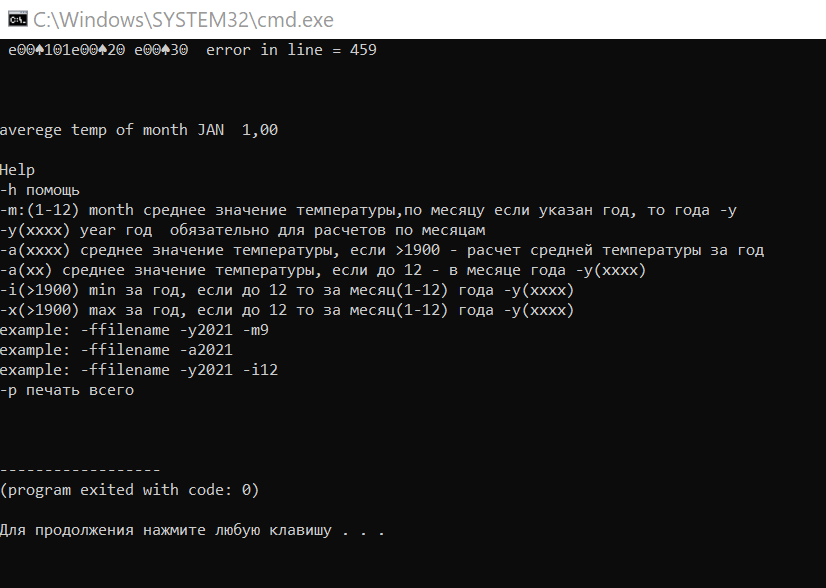 C:\Windows\SYSTEM32\cmd.exe
e00♠101e00♠20 e00♠30  error in line = 459
averege temp of month JAN  1,00
Help
-h помощь
-m:(1-12) month среднее значение температуры,по месяцу если указан год, то года -y
-y(xxxx) year год  обязательно для расчетов по месяцам
-a(xxxx) среднее значение температуры, если >1900 - расчет средней температуры за год
-a(xx) среднее значение температуры, если до 12 - в месяце года -y(xxxx)
-i(>1900) min за год, если до 12 то за месяц(1-12) года -y(xxxx)
-x(>1900) max за год, если до 12 то за месяц(1-12) года -y(xxxx)
example: -ffilename -y2021 -m9
example: -ffilename -a2021
example: -ffilename -y2021 -i12
-p печать всего
------------------
(program exited with code: 0)
Для продолжения нажмите любую клавишу . . .